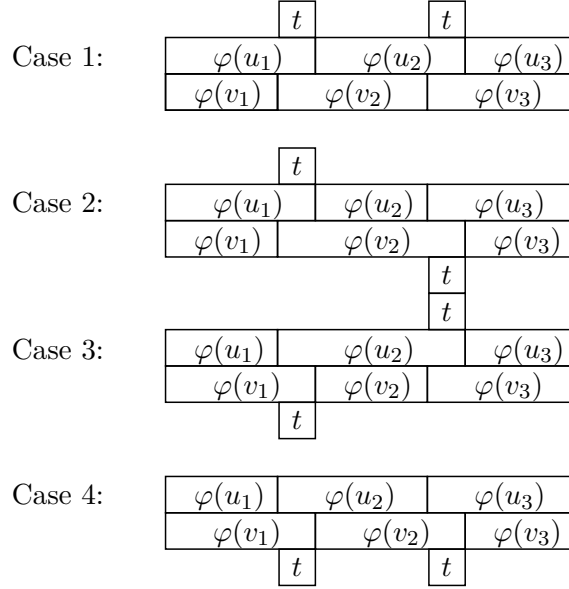 t t
Case 1: φ(u₁) φ(u₂) φ(u₃)
φ(v₁) φ(v₂) φ(v₃)
t
Case 2: φ(u₁) φ(u₂) φ(u₃)
φ(v₁) φ(v₂) φ(v₃)
t
t
Case 3: φ(u₁) φ(u₂) φ(u₃)
φ(v₁) φ(v₂) φ(v₃)
t
Case 4: φ(u₁) φ(u₂) φ(u₃)
φ(v₁) φ(v₂) φ(v₃)
t t